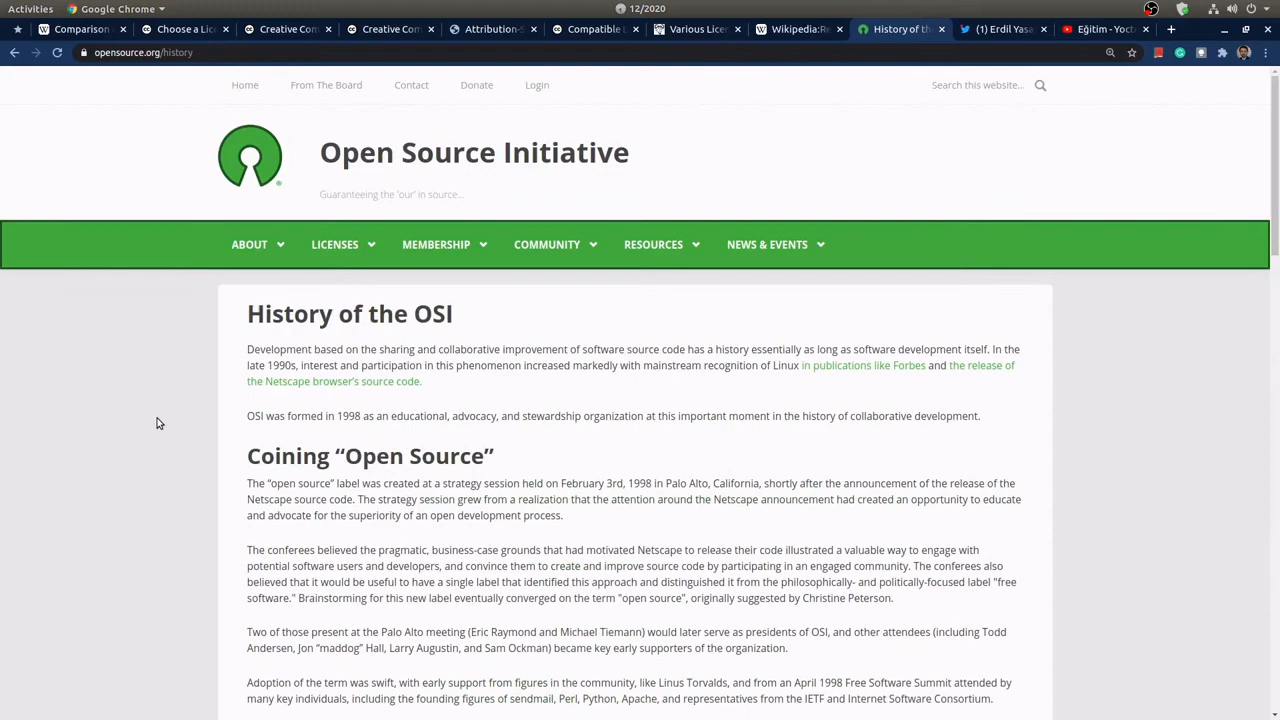 Activities
Google Chrome
12/2020
Comparison
Choose a Lic
Creative Com
Creative Com
Attribution-S
Compatible L
Various Licen
Wikipedia:Re
History of the
(1) Erdil Yasa
Eğitim - Yoct
opensource.org/history
Home
From The Board
Contact
Donate
Login
Search this website...
Open Source Initiative
Guaranteeing the 'our' in source...
ABOUT
LICENSES
MEMBERSHIP
COMMUNITY
RESOURCES
NEWS & EVENTS
History of the OSI
Development based on the sharing and collaborative improvement of software source code has a history essentially as long as software development itself. In the
late 1990s, interest and participation in this phenomenon increased markedly with mainstream recognition of Linux in publications like Forbes and the release of
the Netscape browser's source code.
OSI was formed in 1998 as an educational, advocacy, and stewardship organization at this important moment in the history of collaborative development.
Coining “Open Source”
The “open source” label was created at a strategy session held on February 3rd, 1998 in Palo Alto, California, shortly after the announcement of the release of the
Netscape source code. The strategy session grew from a realization that the attention around the Netscape announcement had created an opportunity to educate
and advocate for the superiority of an open development process.
The conferees believed the pragmatic, business-case grounds that had motivated Netscape to release their code illustrated a valuable way to engage with
potential software users and developers, and convince them to create and improve source code by participating in an engaged community. The conferees also
believed that it would be useful to have a single label that identified this approach and distinguished it from the philosophically- and politically-focused label "free
software." Brainstorming for this new label eventually converged on the term "open source", originally suggested by Christine Peterson.
Two of those present at the Palo Alto meeting (Eric Raymond and Michael Tiemann) would later serve as presidents of OSI, and other attendees (including Todd
Andersen, Jon “maddog” Hall, Larry Augustin, and Sam Ockman) became key early supporters of the organization.
Adoption of the term was swift, with early support from figures in the community, like Linus Torvalds, and from an April 1998 Free Software Summit attended by
many key individuals, including the founding figures of sendmail, Perl, Python, Apache, and representatives from the IETF and Internet Software Consortium.